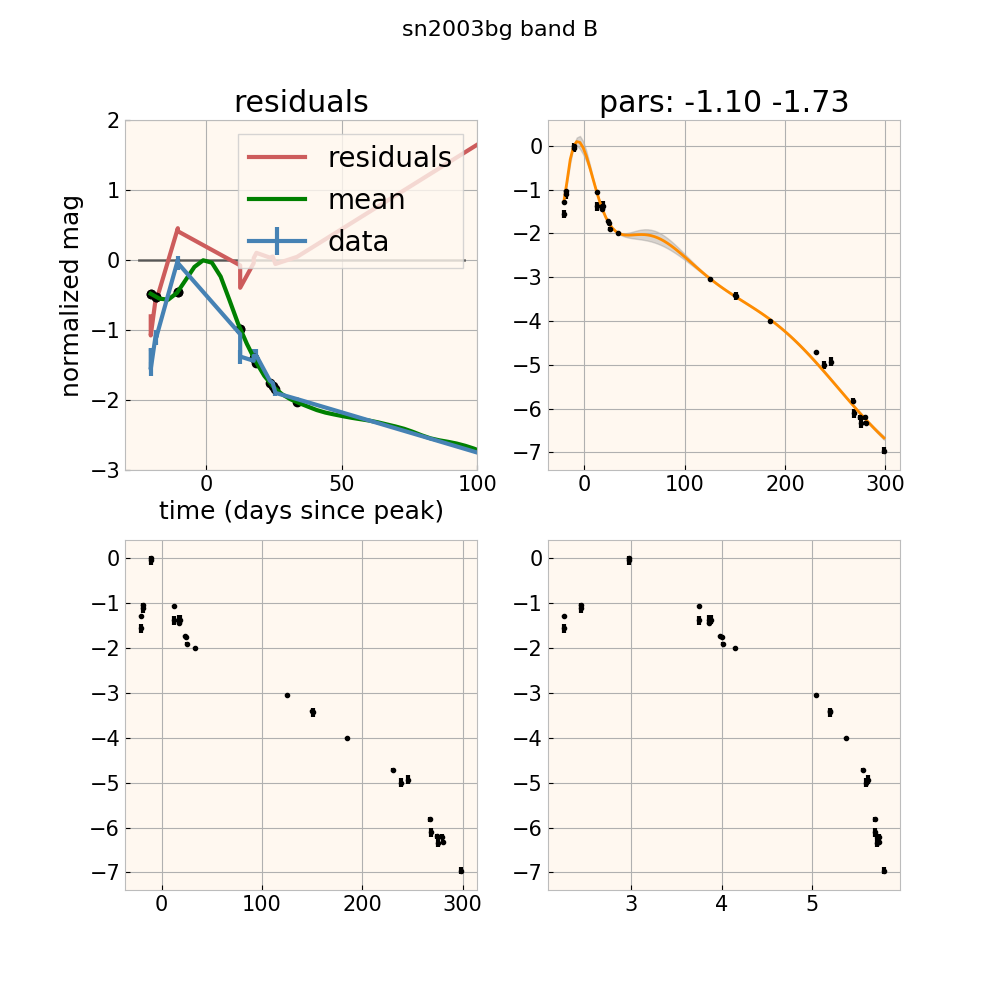 sn2003bg band B
residuals
pars: -1.10 -1.73
normalized mag
2
1
0
−1
−2
−3
residuals
mean
data
0 50 100
time (days since peak)
0
−1
−2
−3
−4
−5
−6
−7
0 100 200 300
0
−1
−2
−3
−4
−5
−6
−7
0 100 200 300
0
−1
−2
−3
−4
−5
−6
−7
3 4 5